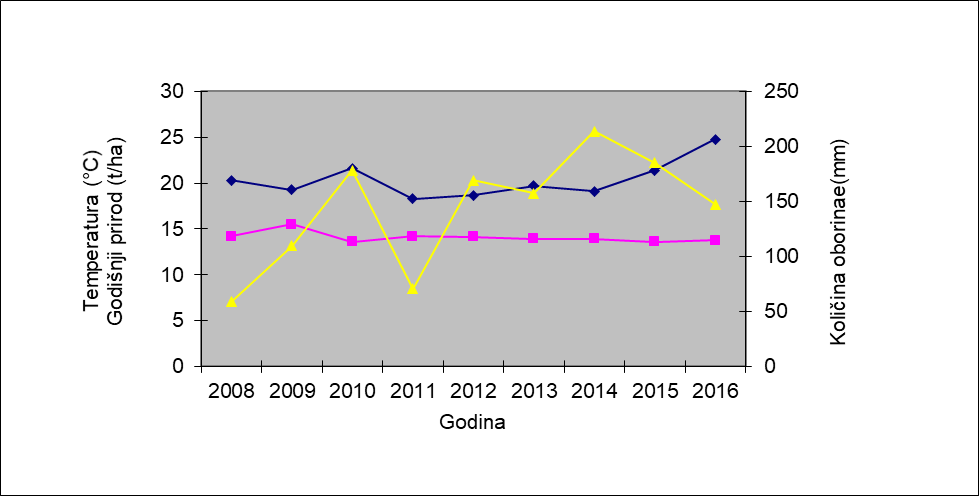 Temperatura (°C)
Godišnji prirod (t/ha)
30
25
20
15
10
5
0
250
200
150
100
50
0
Količina oborinae(mm)
2008 2009 2010 2011 2012 2013 2014 2015 2016
Godina